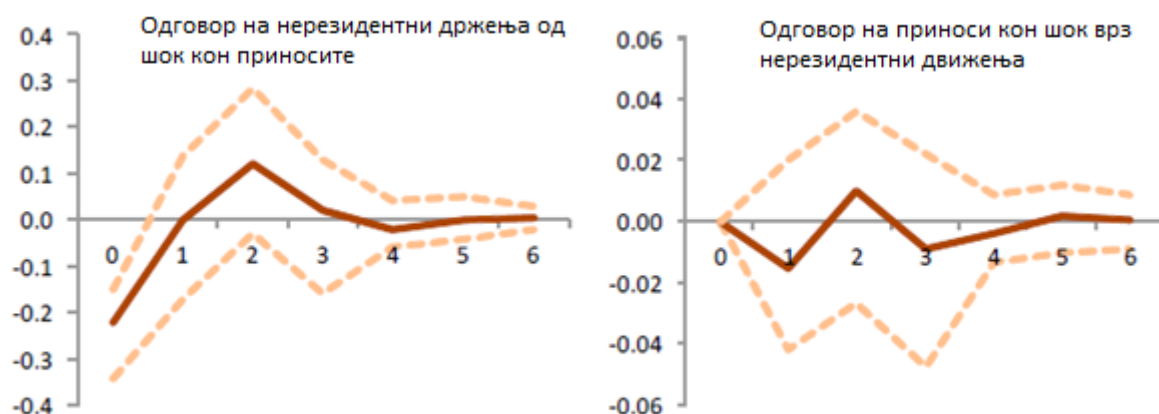 Одговор на нерезидентни држења од
шок кон приносите
0.4
0.3
0.2
0.1
0.0
-0.1
-0.2
-0.3
-0.4
0 1 2 3 4 5 6
Одговор на приноси кон шок врз
нерезидентни движења
0.06
0.04
0.02
0.00
-0.02
-0.04
-0.06
0 1 2 3 4 5 6